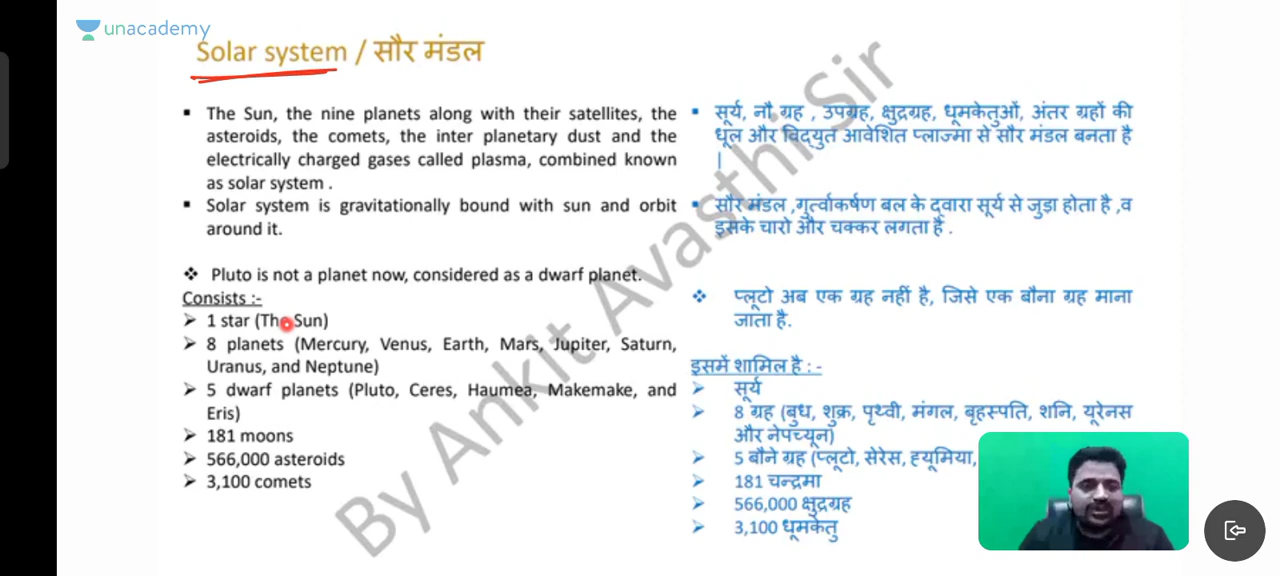 unacademy
Solar system / सौर मंडल
▪ The Sun, the nine planets along with their satellites, the
asteroids, the comets, the inter planetary dust and the
electrically charged gases called plasma, combined known
as solar system .
▪ Solar system is gravitationally bound with sun and orbit
around it.
❖ Pluto is not a planet now, considered as a dwarf planet.
Consists :-
➢ 1 star (The Sun)
➢ 8 planets (Mercury, Venus, Earth, Mars, Jupiter, Saturn,
Uranus, and Neptune)
➢ 5 dwarf planets (Pluto, Ceres, Haumea, Makemake, and
Eris)
➢ 181 moons
➢ 566,000 asteroids
➢ 3,100 comets
▪ सूर्य, नौ ग्रह , उपग्रह, क्षुद्रग्रह, धूमकेतुओं, अंतर ग्रहों की
धूल और विद्युत आवेशित प्लाज्मा से सौर मंडल बनता है
|
▪ सौर मंडल ,गुर्त्वाकर्षण बल के द्वारा सूर्य से जुड़ा होता है ,व
इसके चारो और चक्कर लगता हैं .
❖ प्लूटो अब एक ग्रह नहीं है, जिसे एक बौना ग्रह माना
जाता है.
इसमें शामिल है : -
➢ सूर्य
➢ 8 ग्रह (बुध, शुक्र, पृथ्वी, मंगल, बृहस्पति, शनि, यूरेनस
और नेपच्यून)
➢ 5 बौने ग्रह (प्लूटो, सेरेस, ह्यूमिया,
➢ 181 चन्द्रमा
➢ 566,000 क्षुद्रग्रह
➢ 3,100 धूमकेतु
By Ankit Avasthi Sir